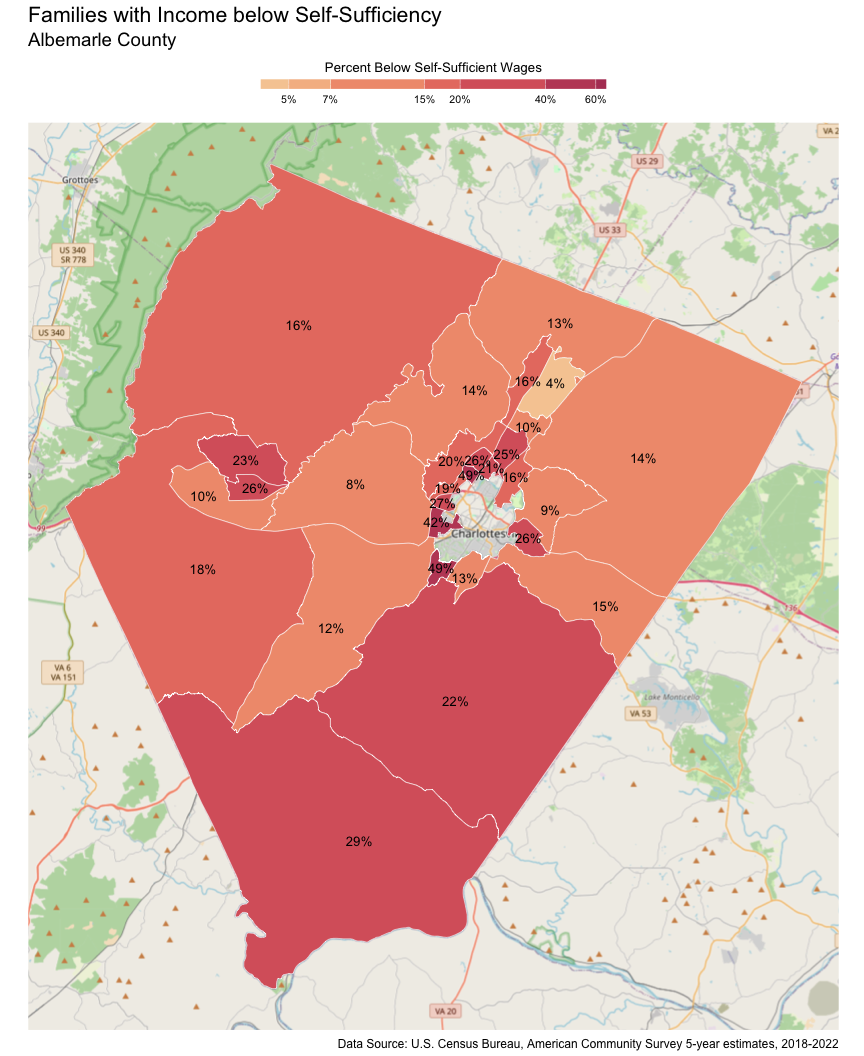 Families with Income below Self-Sufficiency
Albemarle County
Percent Below Self-Sufficient Wages
5% 7% 15% 20% 40% 60%
VA 2
US 29
Grottoes
US 33
US 340
SR 778
16%
13%
US 340
14%
16%
4%
10%
23%
20%
26%
25%
14%
49%
21%
26%
8%
19%
16%
10%
27%
9%
42%
Charlottes
26%
99
18%
49%
13%
12%
15%
VA 6
VA 151
22%
Lake Monticello
VA 53
29%
VA 20
Data Source: U.S. Census Bureau, American Community Survey 5-year estimates, 2018-2022